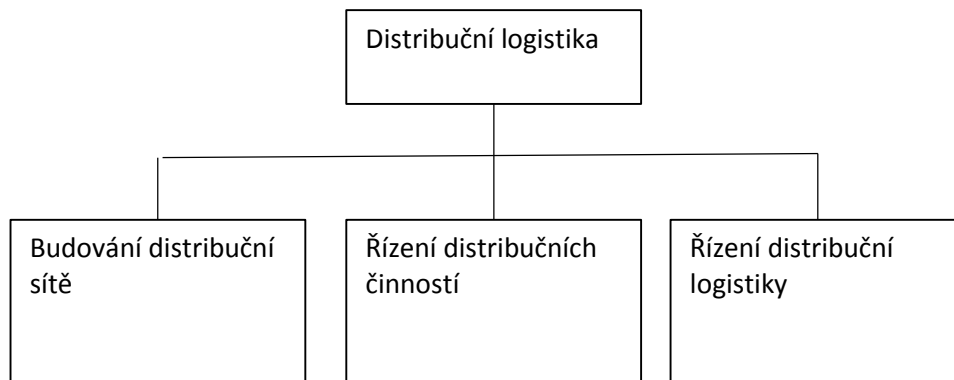 Distribuční logistika
Budování distribuční
sítě
Řízení distribučních
činností
Řízení distribuční
logistiky